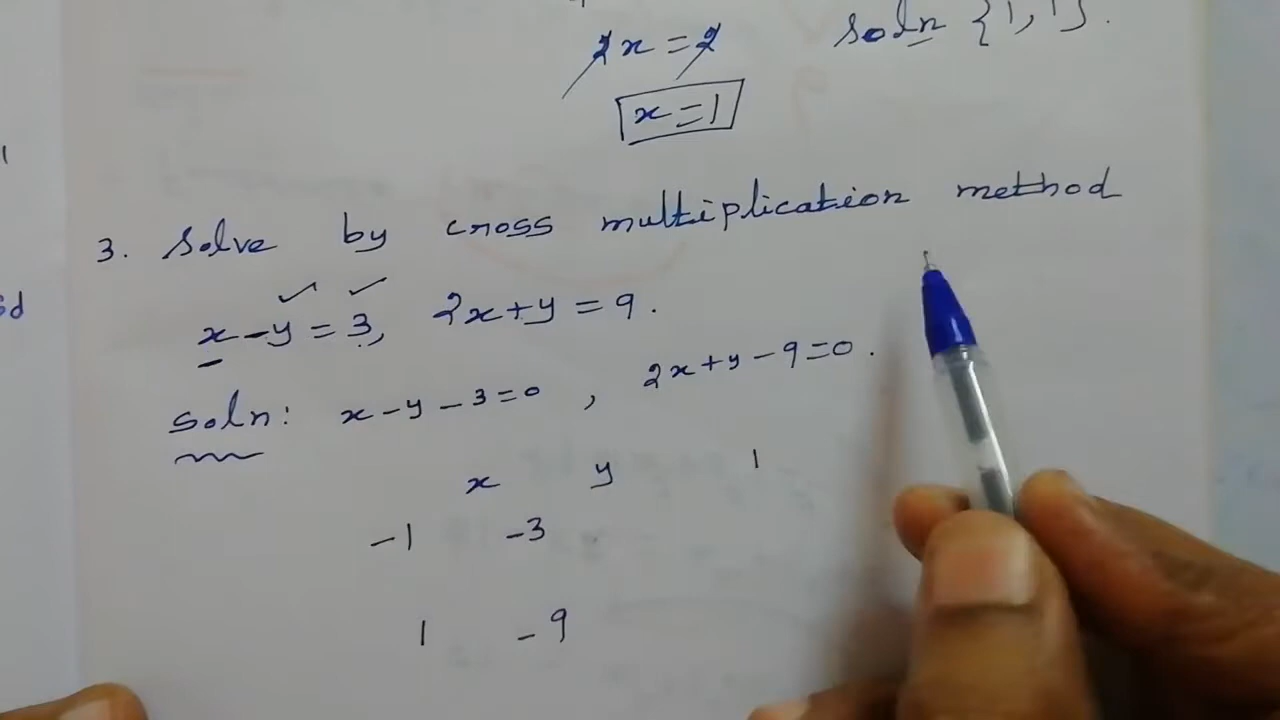 2x = 2 soln {1, 1}.
x = 1
3. Solve by cross multiplication method
x - y = 3, 2x + y = 9.
Soln: x - y - 3 = 0 , 2x + y - 9 = 0.
x y 1
-1 -3
1 -9